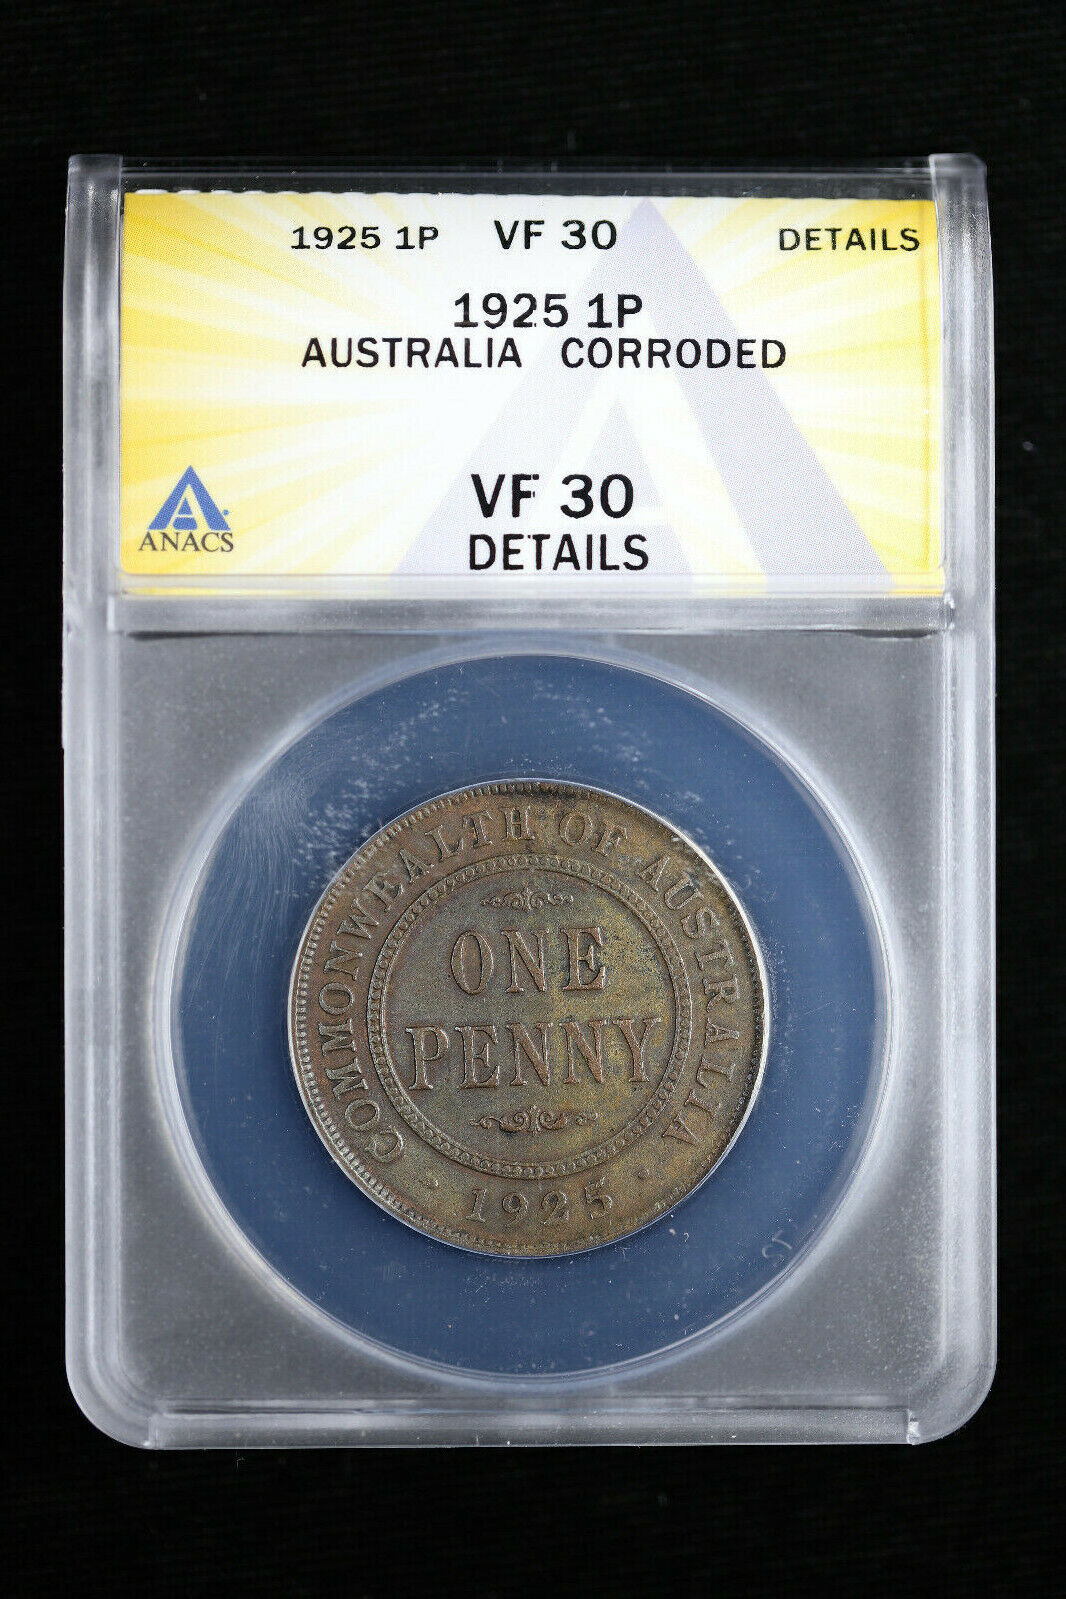 1925 1P VF 30 DETAILS
1925 1P
AUSTRALIA CORRODED
VF 30
DETAILS
ANACS
COMMONWEALTH OF AUSTRALIA
ONE
PENNY
1925